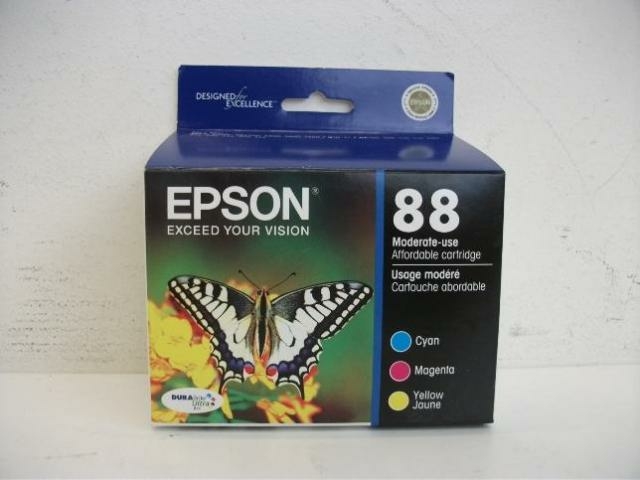 DESIGNED for
EXCELLENCE
EPSON
EPSON®
EXCEED YOUR VISION
88
Moderate-use
Affordable cartridge
Usage modéré
Cartouche abordable
Cyan
Magenta
Yellow
Jaune
DURABrite
Ultra